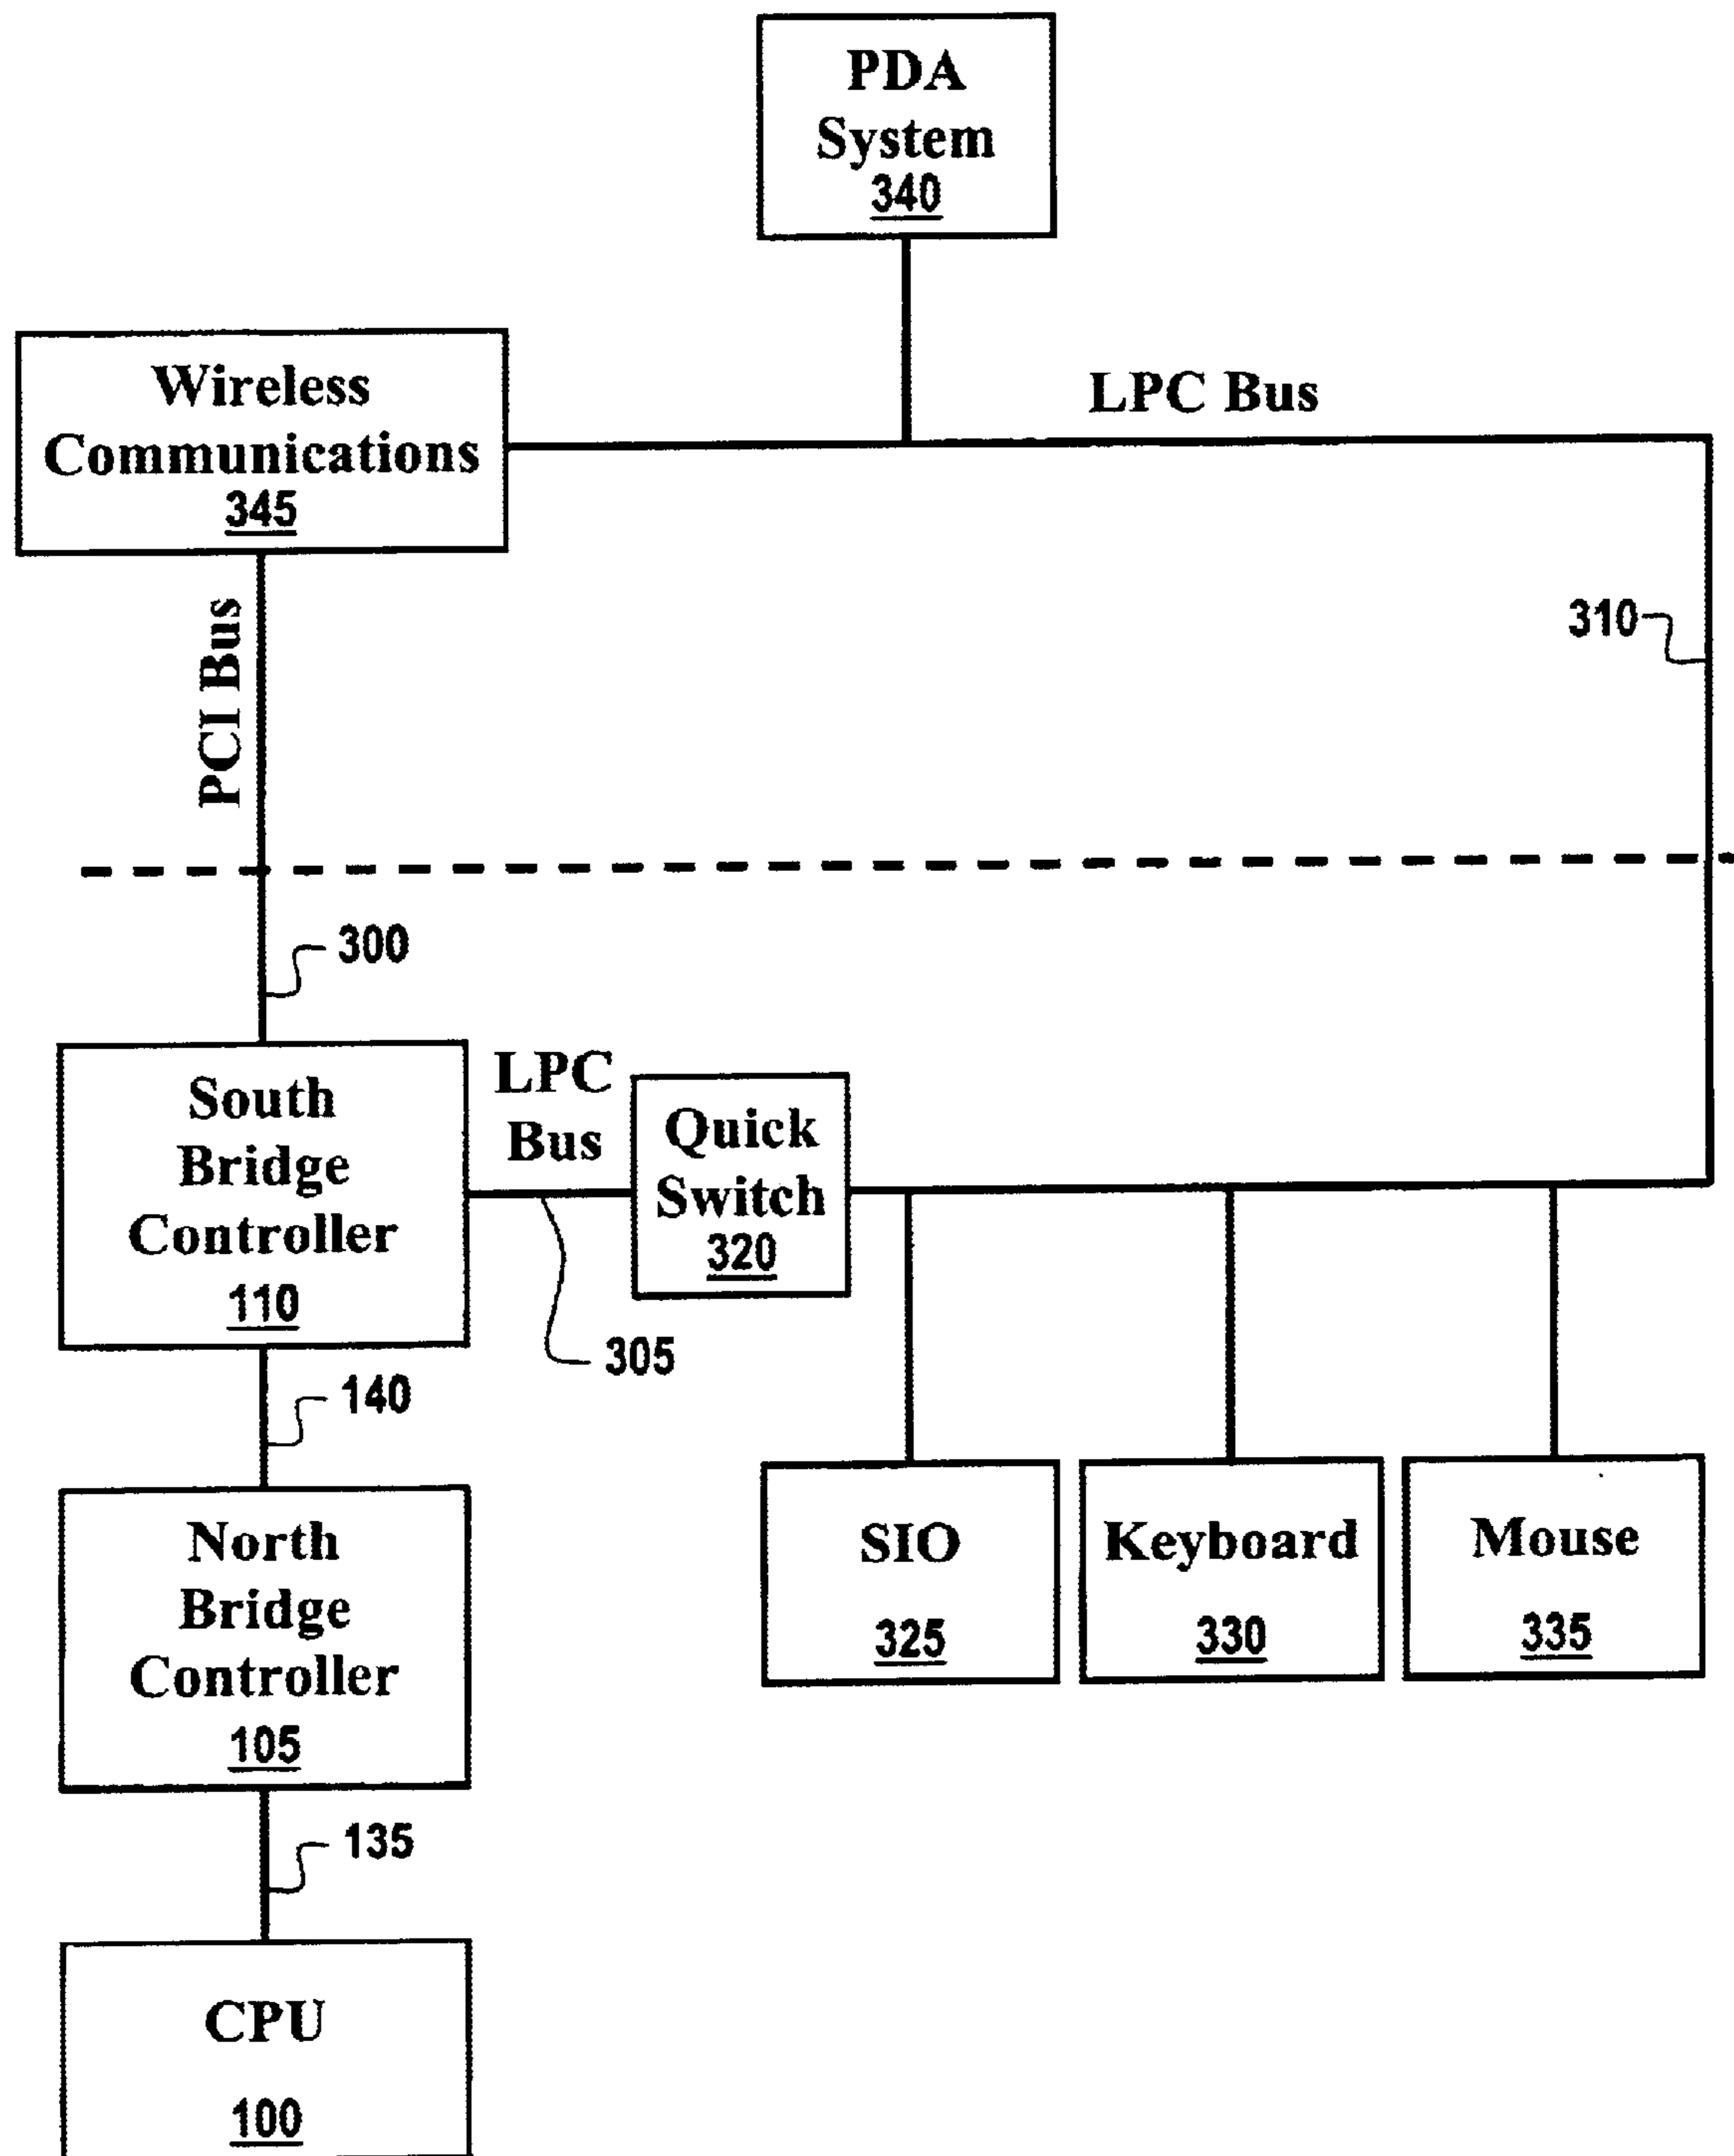 PDA
System
340
Wireless
Communications
345
LPC Bus
PCI Bus
310
300
South
Bridge
Controller
110
LPC
Bus
Quick
Switch
320
305
140
North
Bridge
Controller
105
SIO
325
Keyboard
330
Mouse
335
135
CPU
100